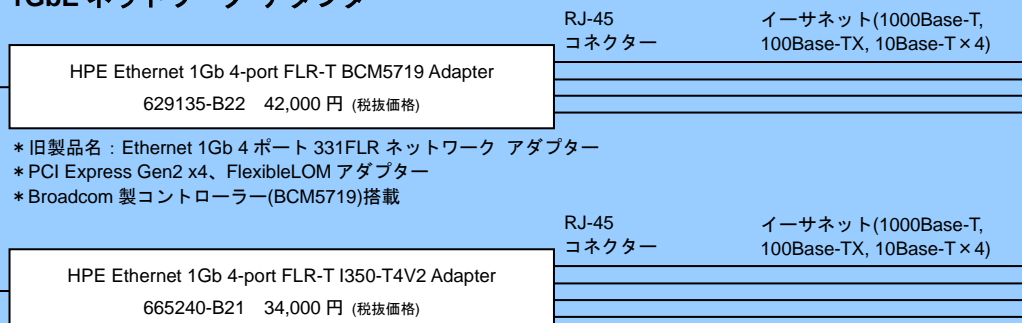 1GbE ネットワーク アダプター
RJ-45
コネクター
イーサネット(1000Base-T,
100Base-TX, 10Base-T×4)
HPE Ethernet 1Gb 4-port FLR-T BCM5719 Adapter
629135-B22 42,000 円 (税抜価格)
＊旧製品名：Ethernet 1Gb 4 ポート 331FLR ネットワーク アダプター
＊PCI Express Gen2 x4、FlexibleLOM アダプター
＊Broadcom 製コントローラー(BCM5719)搭載
RJ-45
コネクター
イーサネット(1000Base-T,
100Base-TX, 10Base-T×4)
HPE Ethernet 1Gb 4-port FLR-T I350-T4V2 Adapter
665240-B21 34,000 円 (税抜価格)